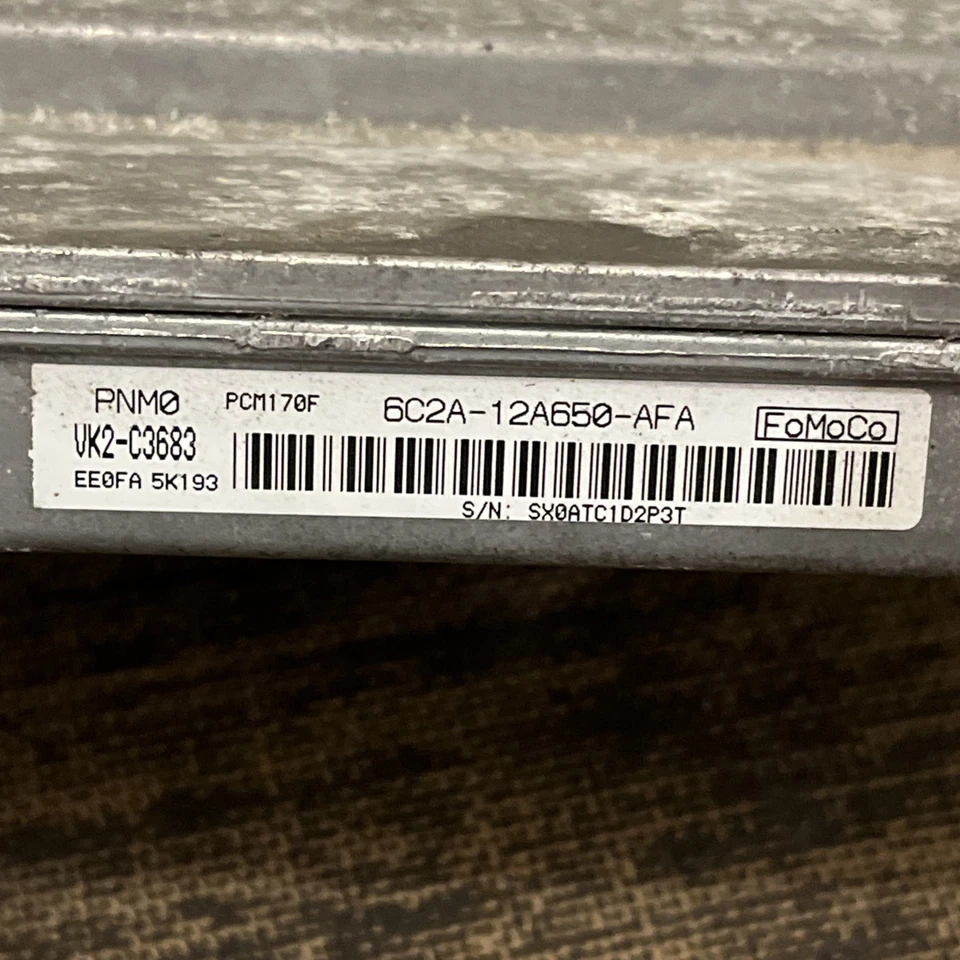 PNM0 PCM170F 6C2A-12A650-AFA FoMoCo
VK2-C3683
EE0FA 5K193
S/N: SX0ATC1D2P3T